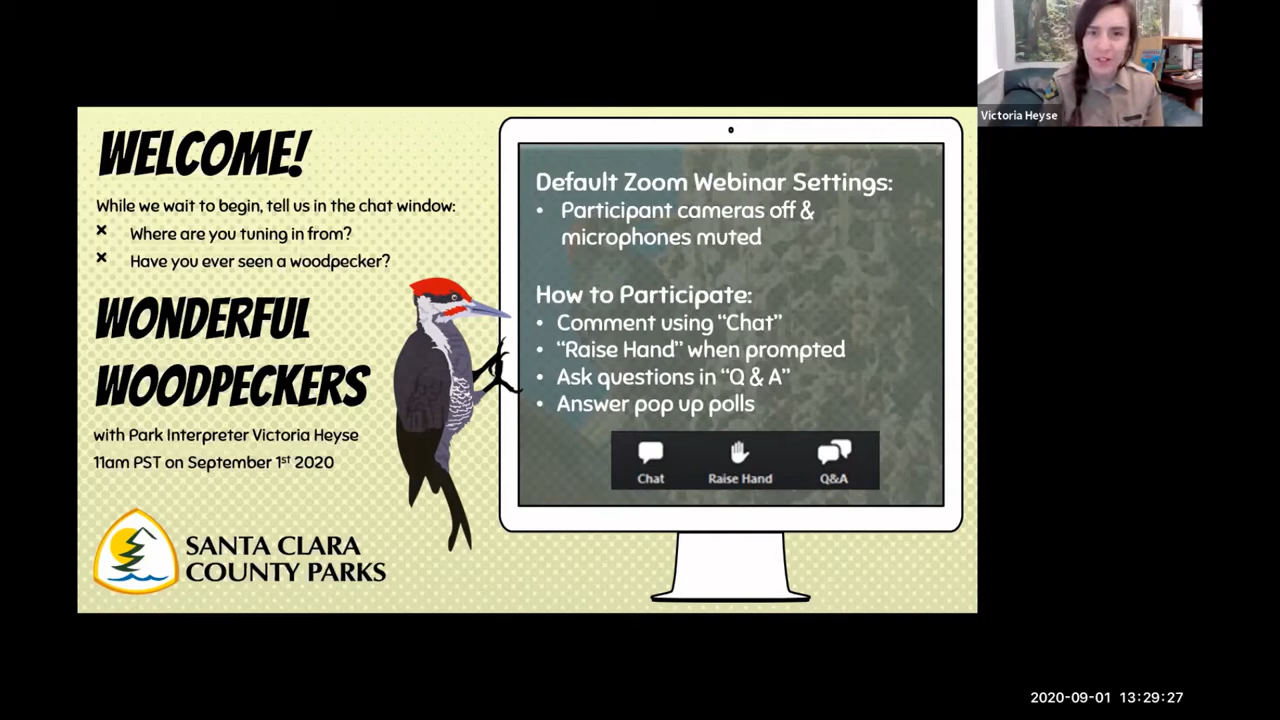 WELCOME!
While we wait to begin, tell us in the chat window:
× Where are you tuning in from?
× Have you ever seen a woodpecker?
WONDERFUL
WOODPECKERS
with Park Interpreter Victoria Heyse
11am PST on September 1st 2020
SANTA CLARA
COUNTY PARKS
Default Zoom Webinar Settings:
• Participant cameras off &
microphones muted
How to Participate:
• Comment using “Chat”
• “Raise Hand” when prompted
• Ask questions in “Q & A”
• Answer pop up polls
Chat Raise Hand Q&A
Victoria Heyse
2020-09-01 13:29:27